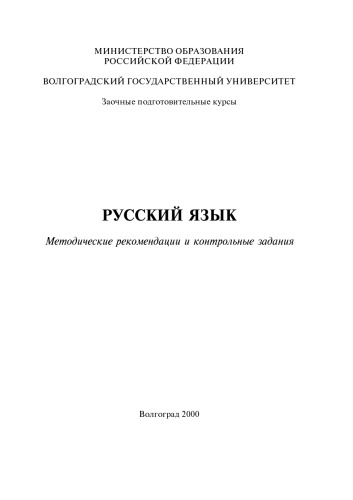 МИНИСТЕРСТВО ОБРАЗОВАНИЯ
РОССИЙСКОЙ ФЕДЕРАЦИИ
ВОЛГОГРАДСКИЙ ГОСУДАРСТВЕННЫЙ УНИВЕРСИТЕТ
Заочные подготовительные курсы
РУССКИЙ ЯЗЫК
Методические рекомендации и контрольные задания
Волгоград 2000